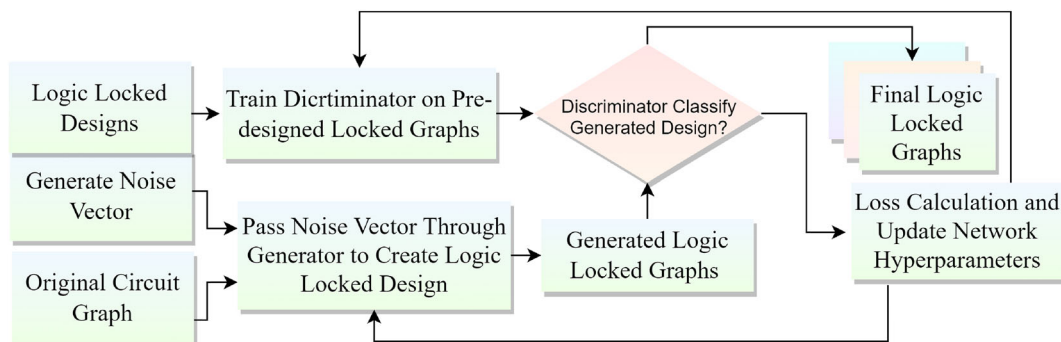 Logic Locked
Designs
Train Dicrtiminator on Pre-
designed Locked Graphs
Discriminator Classify
Generated Design?
Final Logic
Locked
Graphs
Generate Noise
Vector
Pass Noise Vector Through
Generator to Create Logic
Locked Design
Generated Logic
Locked Graphs
Loss Calculation and
Update Network
Hyperparameters
Original Circuit
Graph